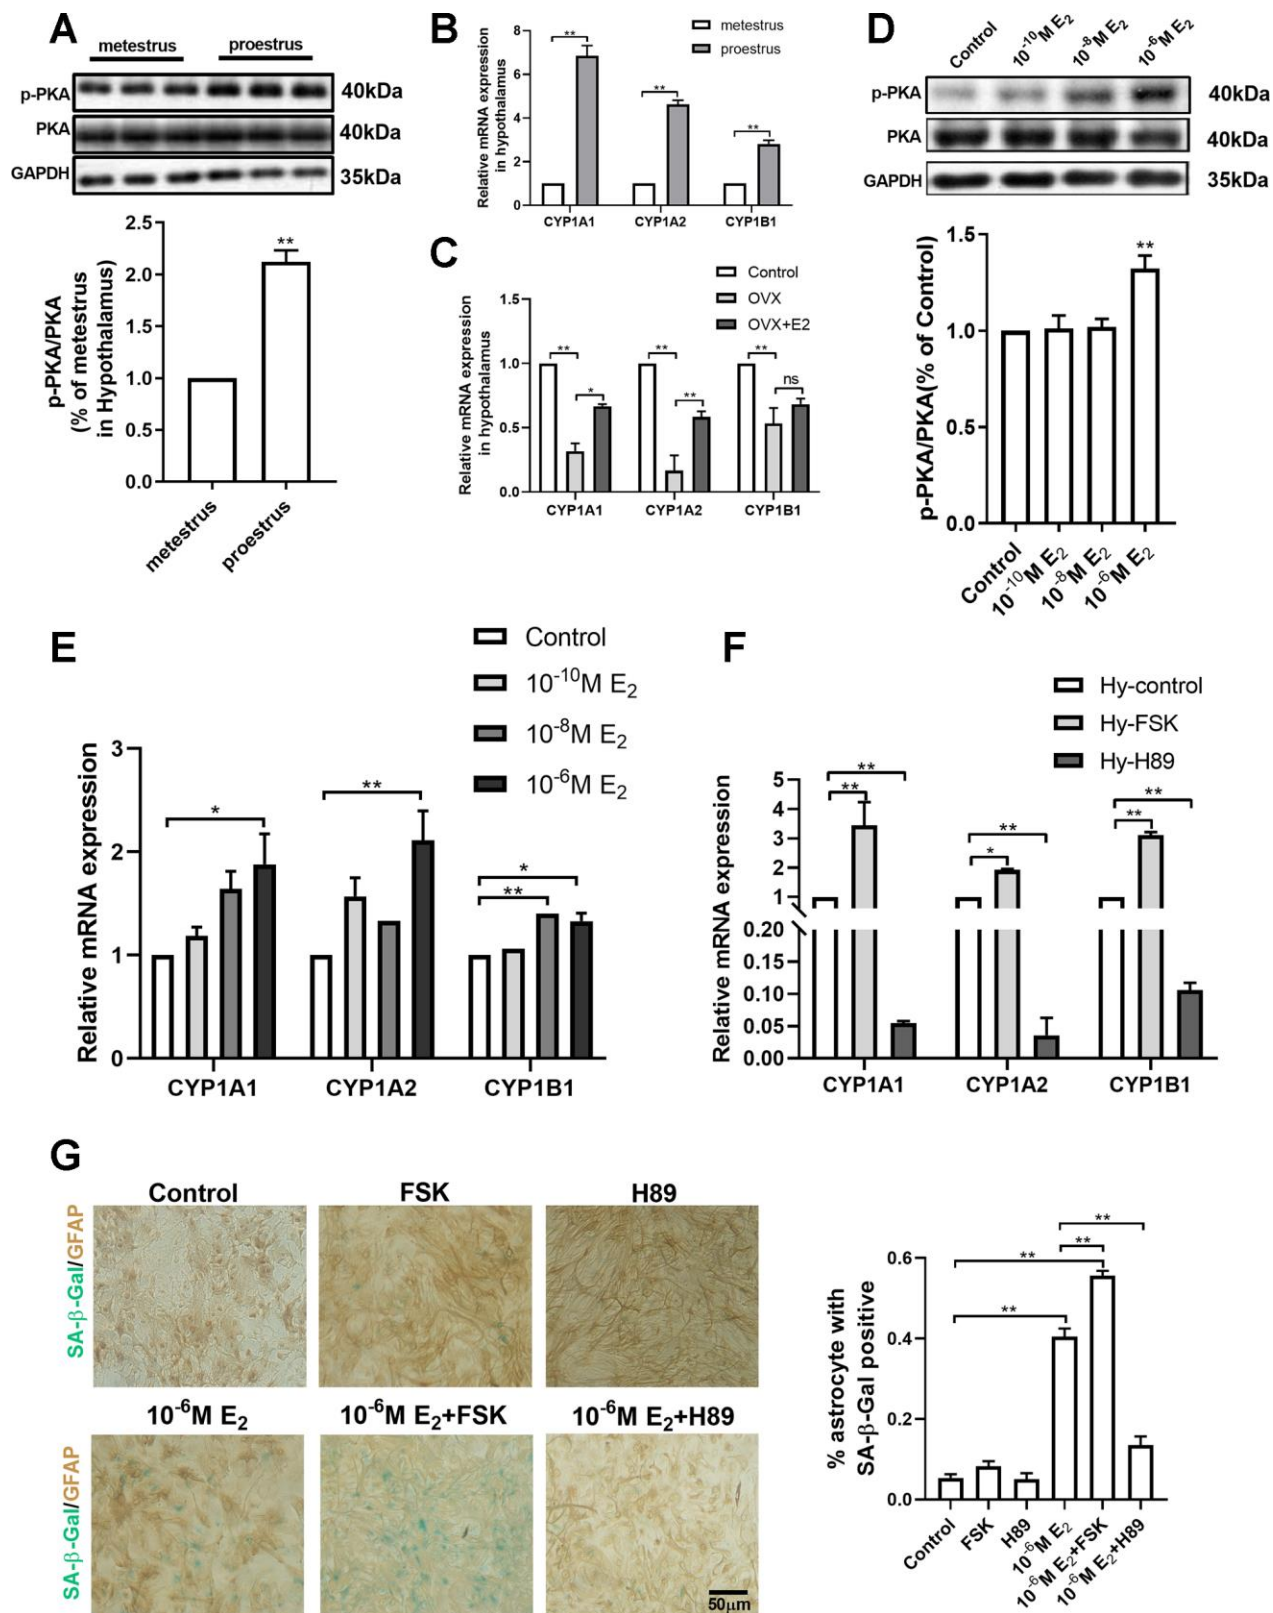 A
metestrus proestrus
p-PKA 40kDa
PKA 40kDa
GAPDH 35kDa
p-PKA/PKA
(% of metestrus
in Hypothalamus)
2.5
2.0
1.5
1.0
0.5
0.0
**
metestrus
proestrus
B
Relative mRNA expression
in hypothalamus
8
6
4
2
0
** ** **
metestrus
proestrus
CYP1A1 CYP1A2 CYP1B1
C
Relative mRNA expression
in hypothalamus
1.5
1.0
0.5
0.0
Control
OVX
OVX+E2
** ** **
* ** ns
CYP1A1 CYP1A2 CYP1B1
D
Control 10⁻¹⁰M E₂ 10⁻⁸M E₂ 10⁻⁶M E₂
p-PKA 40kDa
PKA 40kDa
GAPDH 35kDa
p-PKA/PKA(% of Control)
1.5
1.0
0.5
0.0
**
Control
10⁻¹⁰M E₂
10⁻⁸M E₂
10⁻⁶M E₂
E
Control
10⁻¹⁰M E₂
10⁻⁸M E₂
10⁻⁶M E₂
Relative mRNA expression
3
2
1
0
* ** *
**
CYP1A1 CYP1A2 CYP1B1
F
Hy-control
Hy-FSK
Hy-H89
Relative mRNA expression
5
4
3
2
1
0.20
0.15
0.10
0.05
0.00
** ** **
** * **
CYP1A1 CYP1A2 CYP1B1
G
Control FSK H89
SA-β-Gal/GFAP
10⁻⁶M E₂ 10⁻⁶M E₂+FSK 10⁻⁶M E₂+H89
SA-β-Gal/GFAP
50μm
% astrocyte with
SA-β-Gal positive
0.6
0.4
0.2
0.0
**
**
**
**
Control
FSK
H89
10⁻⁶M E₂
10⁻⁶M E₂+FSK
10⁻⁶M E₂+H89